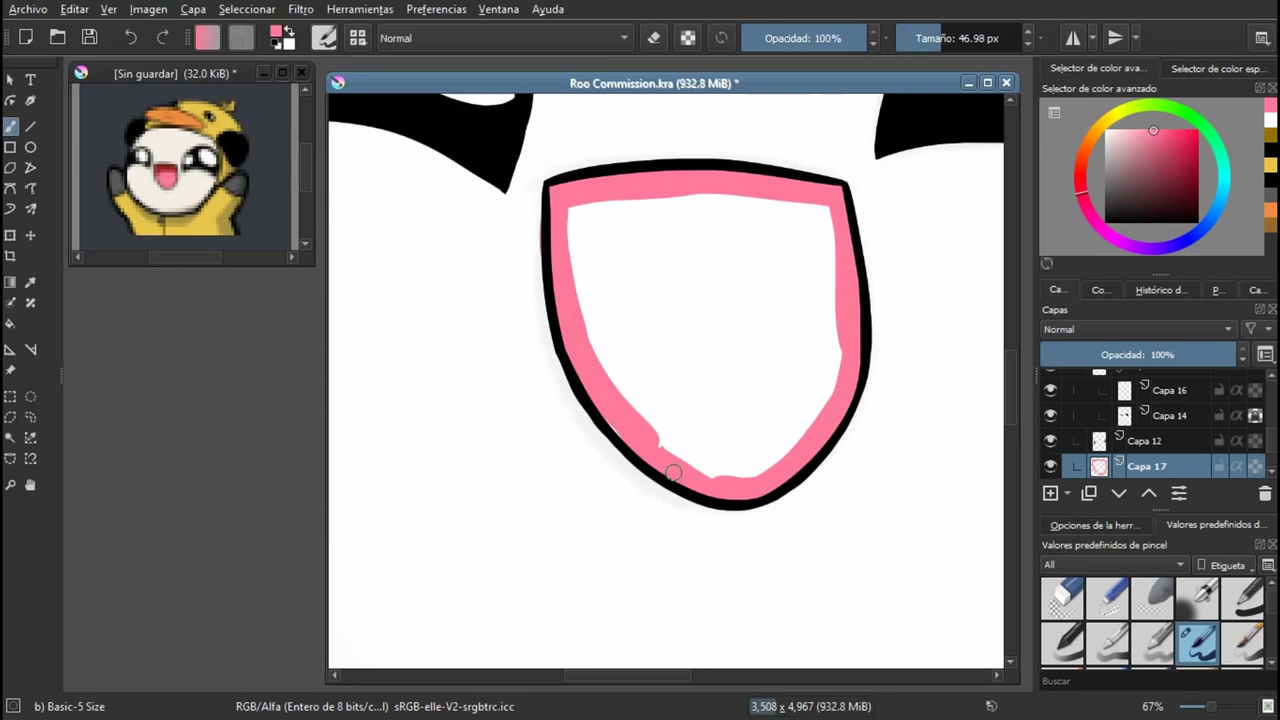 Archivo Editar Ver Imagen Capa Seleccionar Filtro Herramientas Preferencias Ventana Ayuda
Normal Opacidad: 100% Tamaño: 46.98 px
Selector de color ava... Selector de color esp...
[Sin guardar] (32.0 KiB) * Roo Commission.kra (932.8 MiB) *
Selector de color avanzado
Ca... Co... Histórico d... P... Ca...
Capas
Normal
Opacidad: 100%
Capa 16
Capa 14
Capa 12
Capa 17
Opciones de la herr... Valores predefinidos d...
Valores predefinidos de pincel
All Etiqueta
Buscar
b) Basic-5 Size RGB/Alfa (Entero de 8 bits/c...l) sRGB-elle-V2-srgbtrc.icc 3,508 x 4,967 (932.8 MiB) 67%